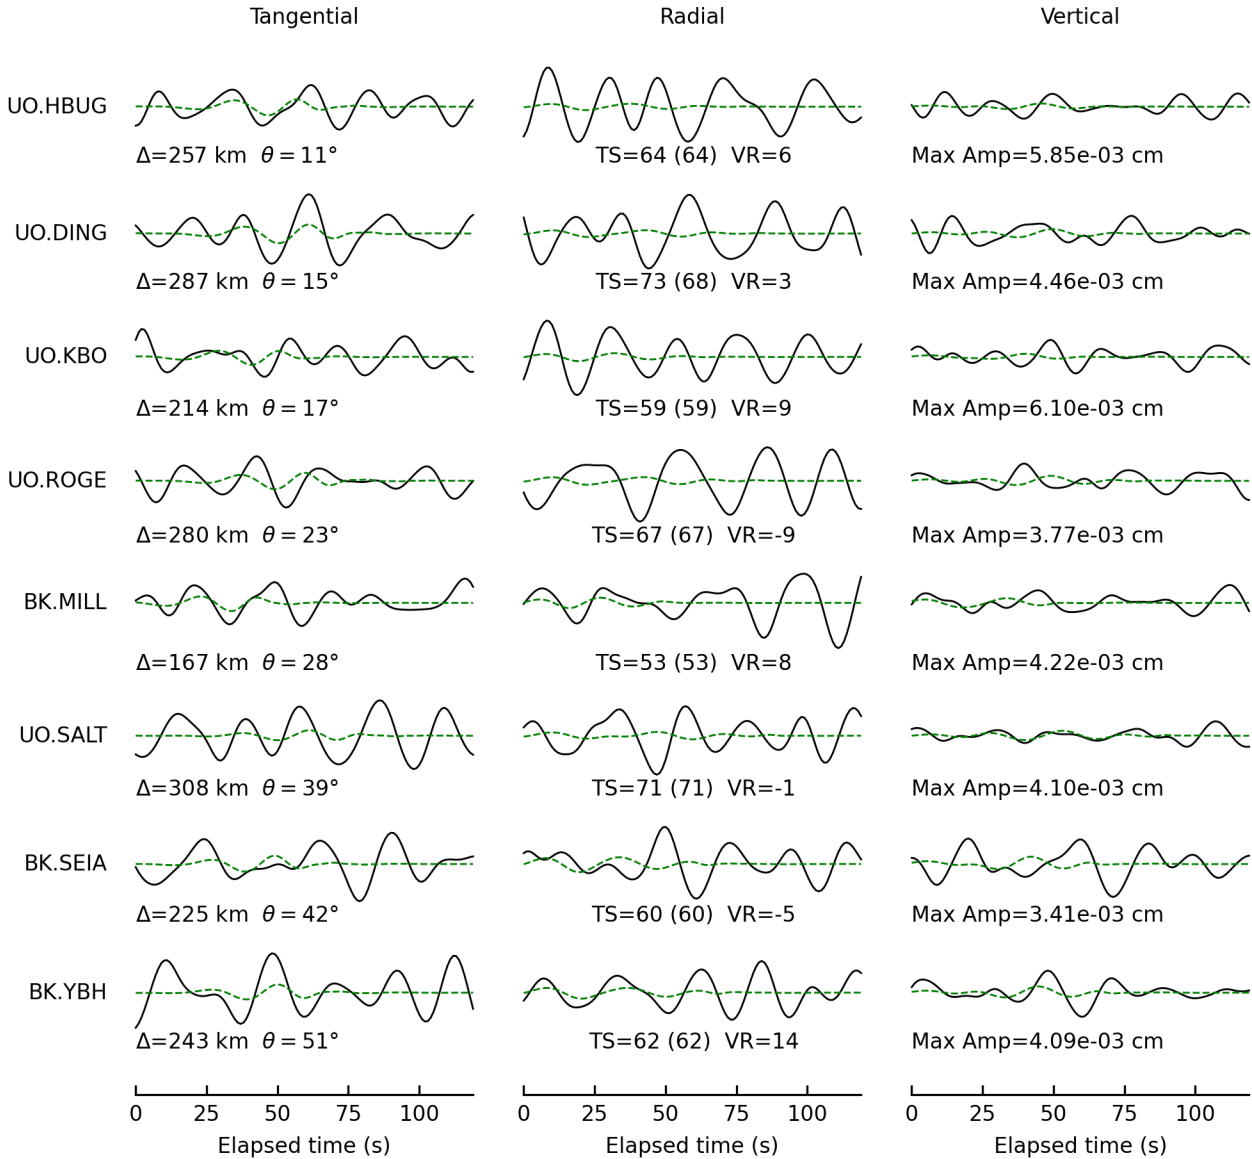 Tangential Radial Vertical
UO.HBUG
Δ=257 km θ = 11° TS=64 (64) VR=6 Max Amp=5.85e-03 cm
UO.DING
Δ=287 km θ = 15° TS=73 (68) VR=3 Max Amp=4.46e-03 cm
UO.KBO
Δ=214 km θ = 17° TS=59 (59) VR=9 Max Amp=6.10e-03 cm
UO.ROGE
Δ=280 km θ = 23° TS=67 (67) VR=-9 Max Amp=3.77e-03 cm
BK.MILL
Δ=167 km θ = 28° TS=53 (53) VR=8 Max Amp=4.22e-03 cm
UO.SALT
Δ=308 km θ = 39° TS=71 (71) VR=-1 Max Amp=4.10e-03 cm
BK.SEIA
Δ=225 km θ = 42° TS=60 (60) VR=-5 Max Amp=3.41e-03 cm
BK.YBH
Δ=243 km θ = 51° TS=62 (62) VR=14 Max Amp=4.09e-03 cm
0 25 50 75 100 0 25 50 75 100 0 25 50 75 100
Elapsed time (s) Elapsed time (s) Elapsed time (s)